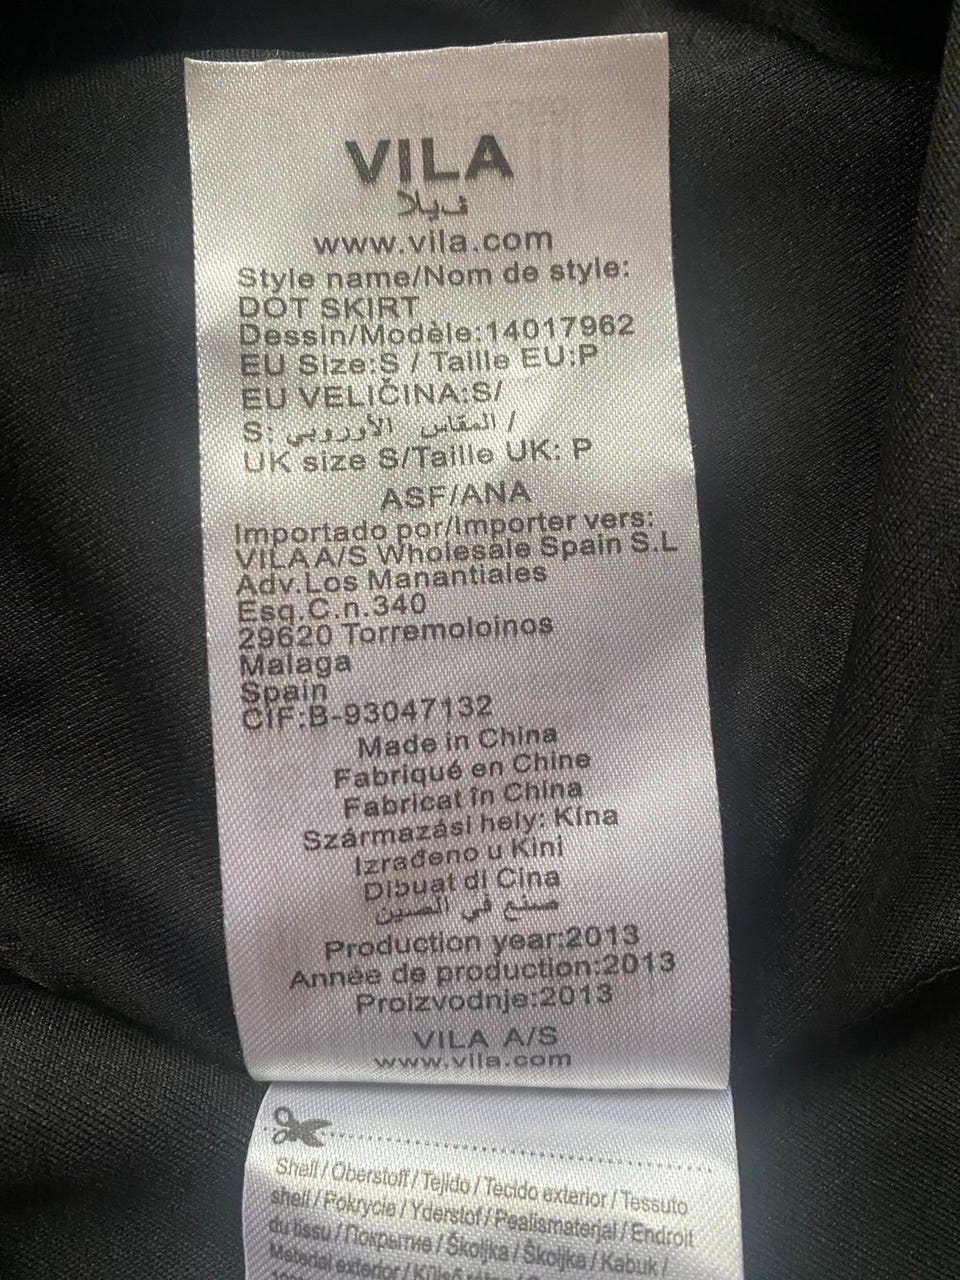 VILA
ڤيلا
www.vila.com
Style name/Nom de style:
DOT SKIRT
Dessin/Modèle:14017962
EU Size:S / Taille EU:P
EU VELIČINA:S/
S: المقاس الأوروبي /
UK size S/Taille UK: P
ASF/ANA
Importado por/Importer vers:
VILA A/S Wholesale Spain S.L
Adv.Los Manantiales
Esq.C.n.340
29620 Torremoloinos
Malaga
Spain
CIF:B-93047132
Made in China
Fabriqué en Chine
Fabricat în China
Származási hely: Kína
Izrađeno u Kini
Dibuat di Cina
صنع في الصين
Production year:2013
Année de production:2013
Proizvodnje:2013
VILA A/S
www.vila.com
Shell / Oberstoff / Tejido / Tecido exterior / Tessuto
shell / Pokrycie / Yderstof / Pealismaterjal / Endroit
du tissu / Покрытие / Školjka / Školjka / Kabuk /
Material exterior / Külső